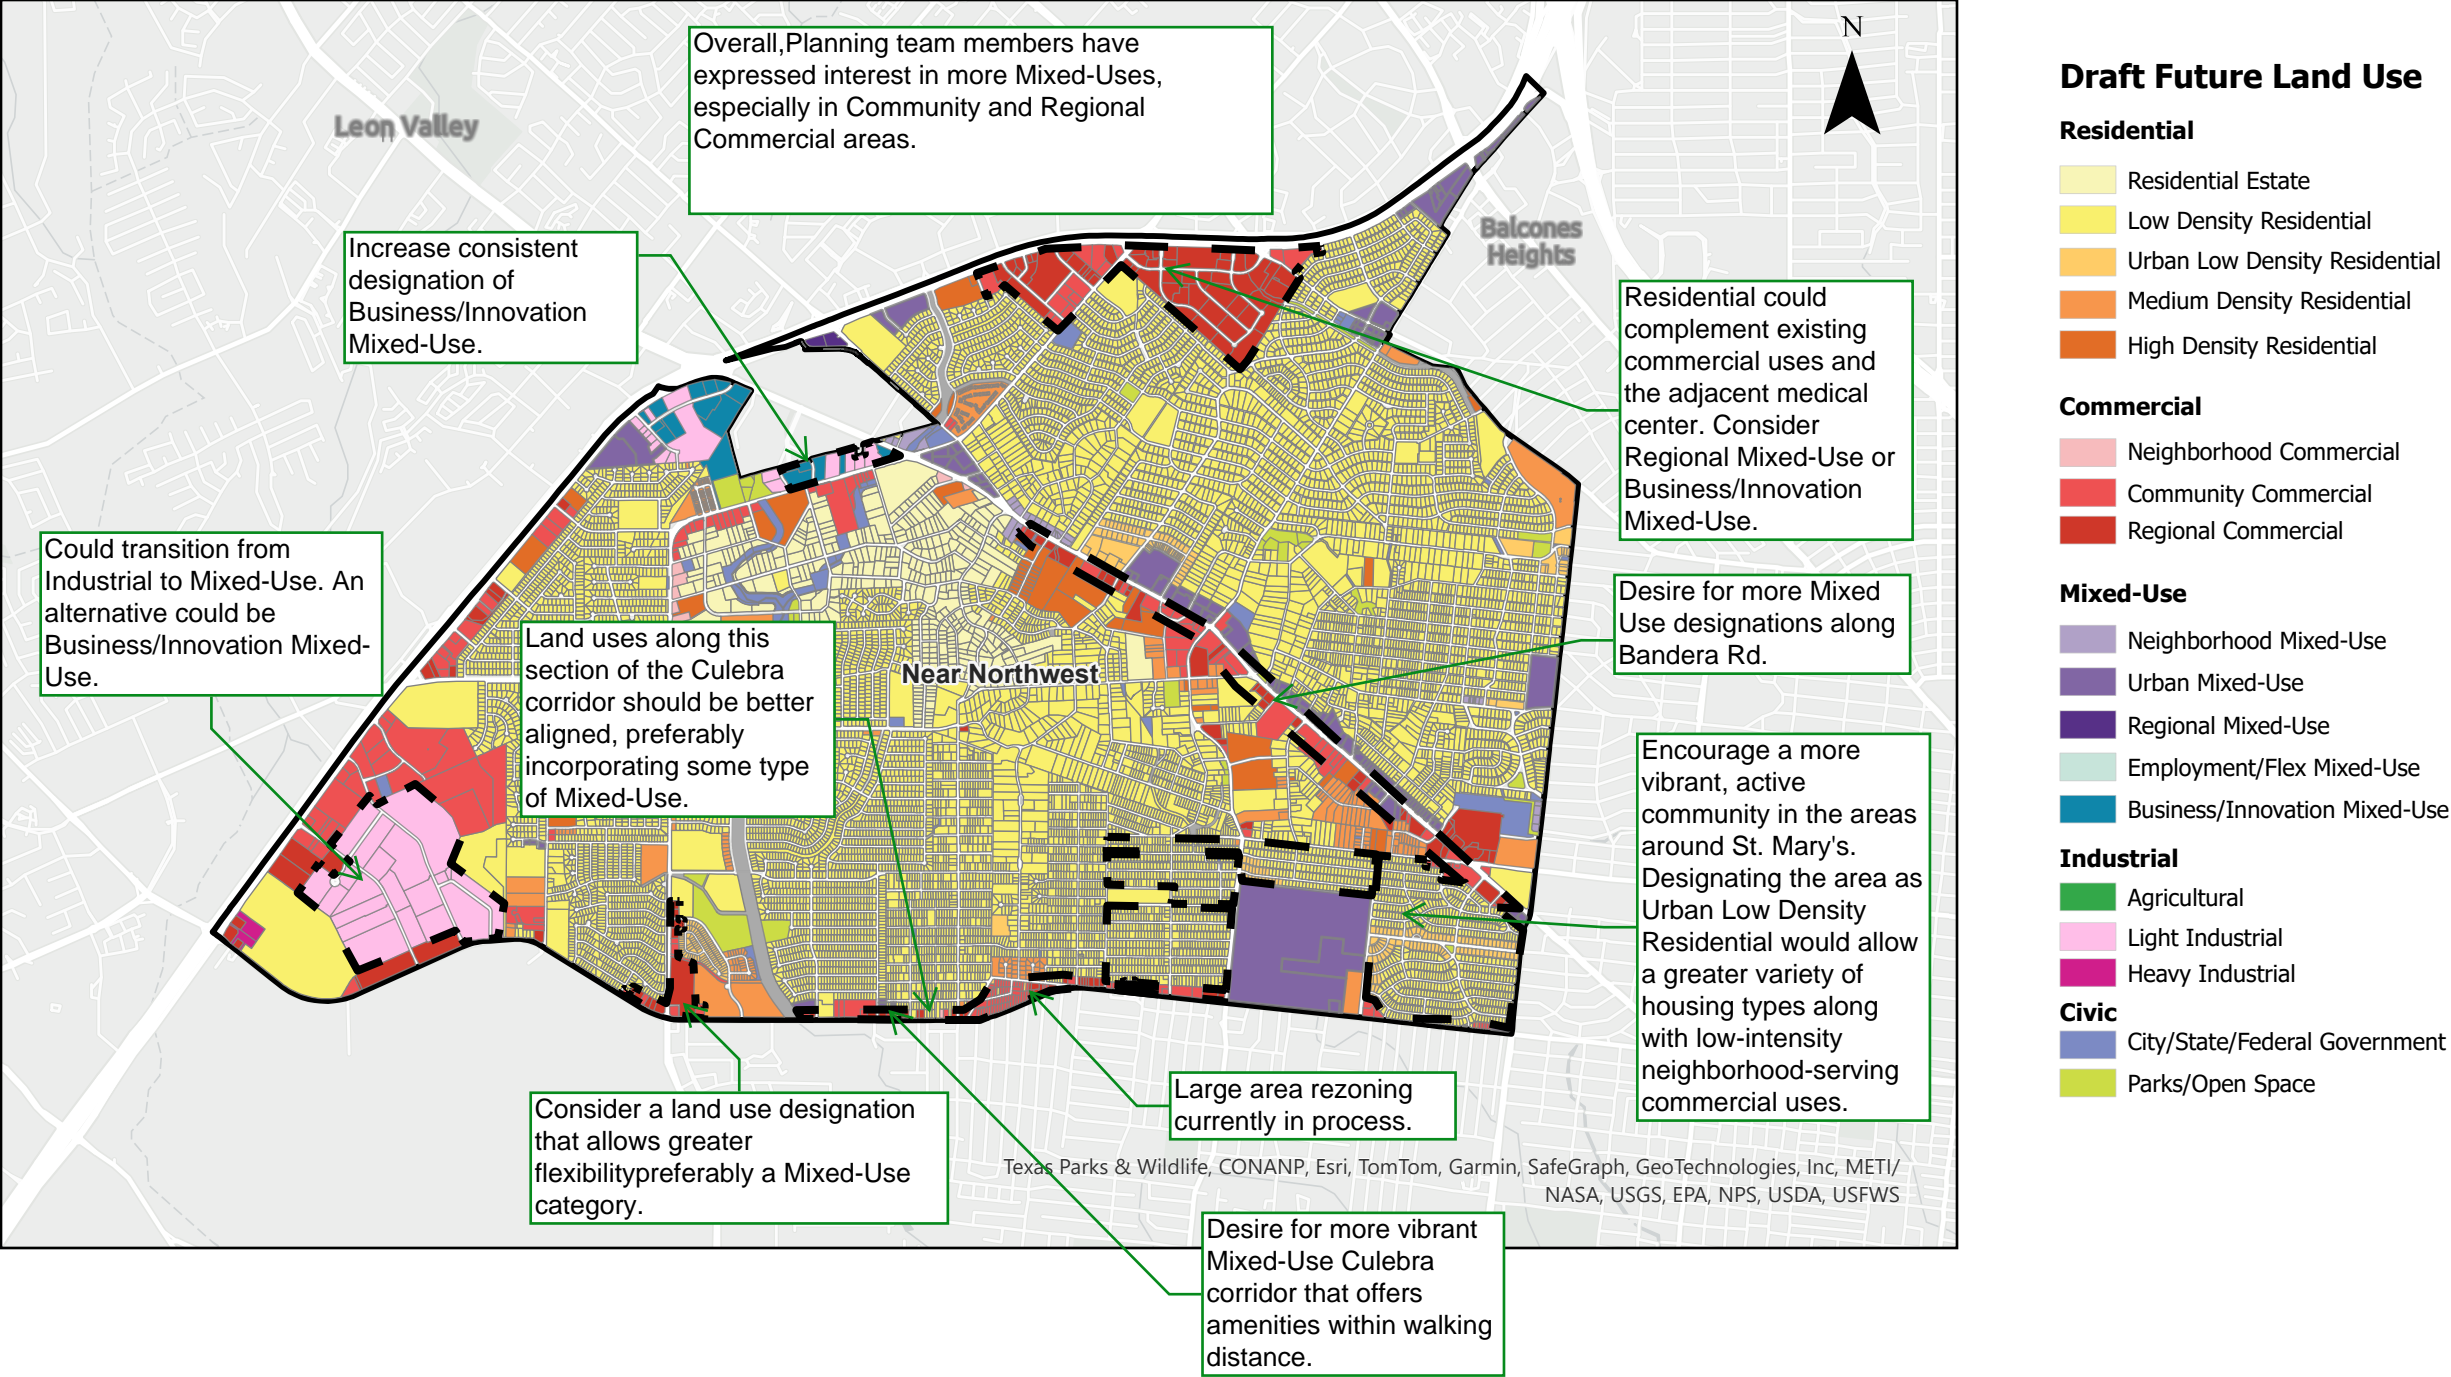 Overall,Planning team members have
expressed interest in more Mixed-Uses,
especially in Community and Regional
Commercial areas.
N
Leon Valley
Balcones
Heights
Increase consistent
designation of
Business/Innovation
Mixed-Use.
Residential could
complement existing
commercial uses and
the adjacent medical
center. Consider
Regional Mixed-Use or
Business/Innovation
Mixed-Use.
Could transition from
Industrial to Mixed-Use. An
alternative could be
Business/Innovation Mixed-
Use.
Desire for more Mixed
Use designations along
Bandera Rd.
Land uses along this
section of the Culebra
corridor should be better
aligned, preferably
incorporating some type
of Mixed-Use.
Near Northwest
Encourage a more
vibrant, active
community in the areas
around St. Mary's.
Designating the area as
Urban Low Density
Residential would allow
a greater variety of
housing types along
with low-intensity
neighborhood-serving
commercial uses.
Large area rezoning
currently in process.
Consider a land use designation
that allows greater
flexibilitypreferably a Mixed-Use
category.
Texas Parks & Wildlife, CONANP, Esri, TomTom, Garmin, SafeGraph, GeoTechnologies, Inc, METI/
NASA, USGS, EPA, NPS, USDA, USFWS
Desire for more vibrant
Mixed-Use Culebra
corridor that offers
amenities within walking
distance.
Draft Future Land Use
Residential
Residential Estate
Low Density Residential
Urban Low Density Residential
Medium Density Residential
High Density Residential
Commercial
Neighborhood Commercial
Community Commercial
Regional Commercial
Mixed-Use
Neighborhood Mixed-Use
Urban Mixed-Use
Regional Mixed-Use
Employment/Flex Mixed-Use
Business/Innovation Mixed-Use
Industrial
Agricultural
Light Industrial
Heavy Industrial
Civic
City/State/Federal Government
Parks/Open Space